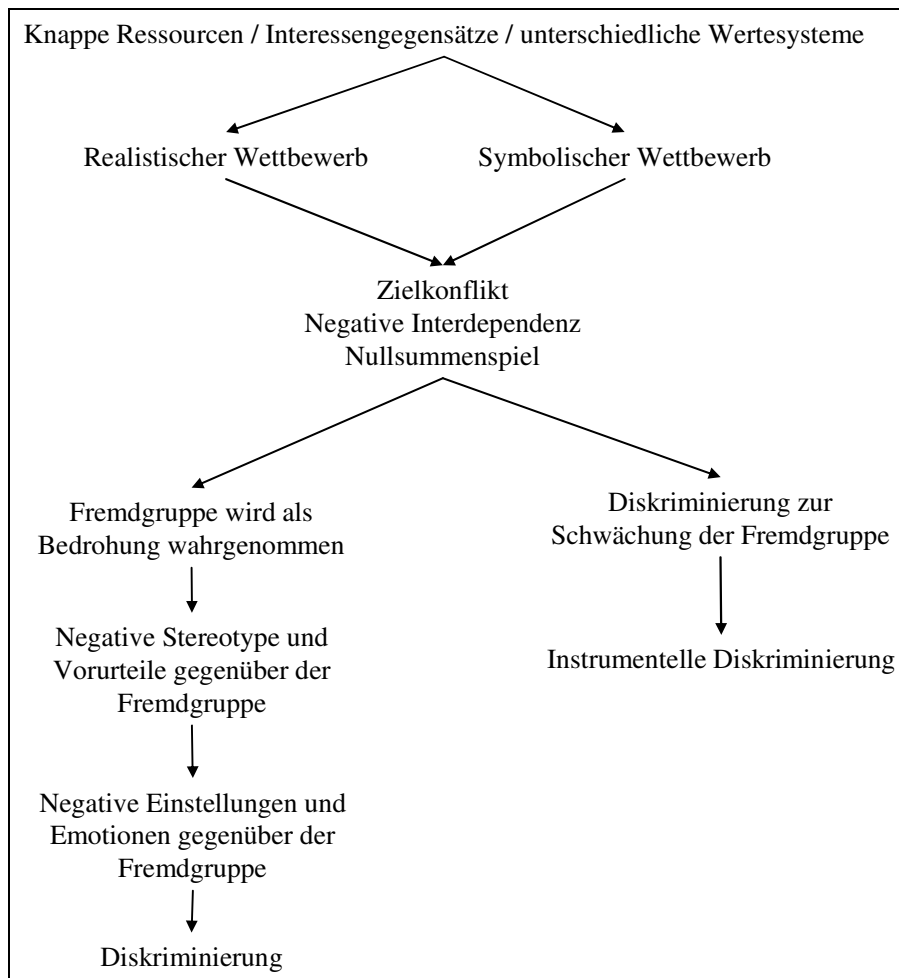 Knappe Ressourcen / Interessengegensätze / unterschiedliche Wertesysteme
Realistischer Wettbewerb
Symbolischer Wettbewerb
Zielkonflikt
Negative Interdependenz
Nullsummenspiel
Fremdgruppe wird als
Bedrohung wahrgenommen
Diskriminierung zur
Schwächung der Fremdgruppe
Negative Stereotype und
Vorurteile gegenüber der
Fremdgruppe
Instrumentelle Diskriminierung
Negative Einstellungen und
Emotionen gegenüber der
Fremdgruppe
Diskriminierung